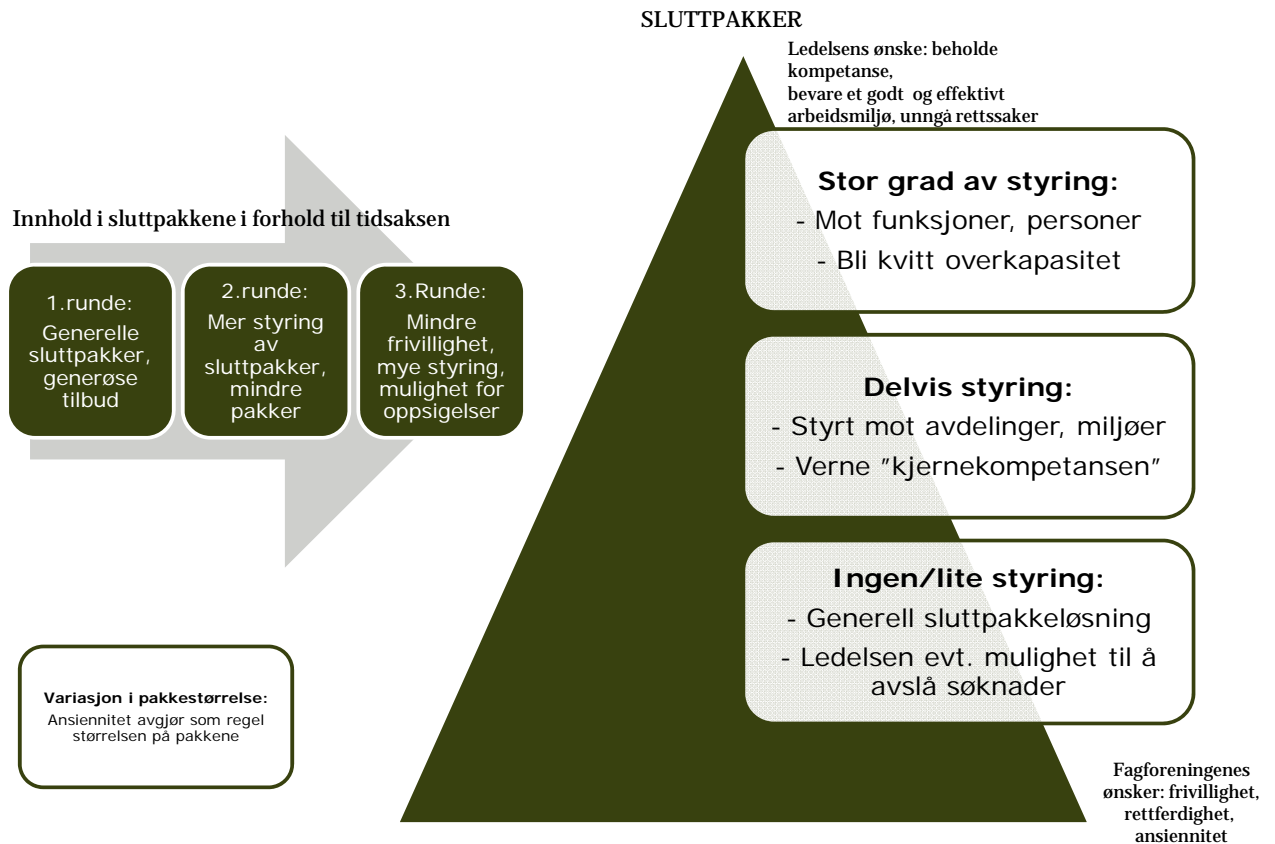 SLUTTPAKKER
Ledelsens ønske: beholde
kompetanse,
bevare et godt og effektivt
arbeidsmiljø, unngå rettssaker
Stor grad av styring:
- Mot funksjoner, personer
- Bli kvitt overkapasitet
Innhold i sluttpakkene i forhold til tidsaksen
1.runde:
Generelle
sluttpakker,
generøse
tilbud
2.runde:
Mer styring
av
sluttpakker,
mindre
pakker
3.Runde:
Mindre
frivillighet,
mye styring,
mulighet for
oppsigelser
Delvis styring:
- Styrt mot avdelinger, miljøer
- Verne ”kjernekompetansen”
Ingen/lite styring:
- Generell sluttpakkeløsning
- Ledelsen evt. mulighet til å
avslå søknader
Variasjon i pakkestørrelse:
Ansiennitet avgjør som regel
størrelsen på pakkene
Fagforeningenes
ønsker: frivillighet,
rettferdighet,
ansiennitet